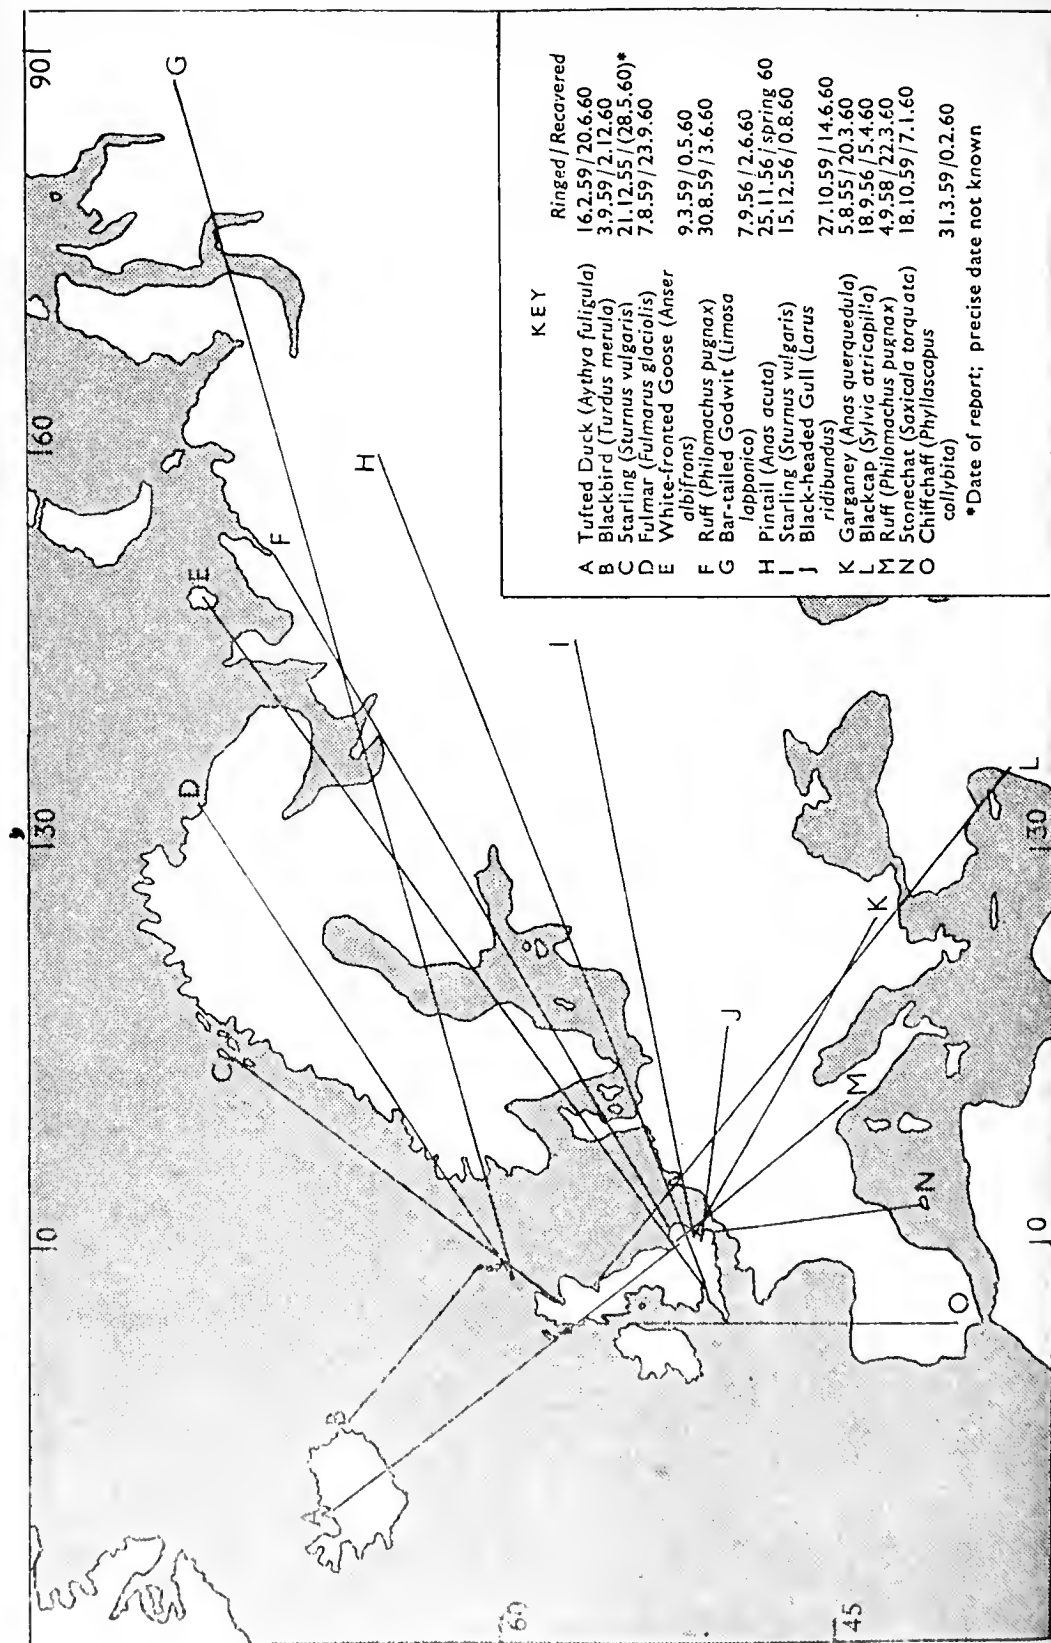 90
60
30
10
60
45
30
10
A
B
C
D
E
F
G
H
I
J
K
L
M
N
O
KEY
Ringed / Recovered
A Tufted Duck (Aythya fuligula) 16.2.59 / 20.6.60
B Blackbird (Turdus merula) 3.9.59 / 2.12.60
C Starling (Sturnus vulgaris) 21.12.55 / (28.5.60)*
D Fulmar (Fulmarus glaciolis) 7.8.59 / 23.9.60
E White-fronted Goose (Anser
albifrons) 9.3.59 / 0.5.60
F Ruff (Philomachus pugnax) 30.8.59 / 3.6.60
G Bar-tailed Godwit (Limosa
lapponica) 7.9.56 / 2.6.60
H Pintail (Anas acuta) 25.11.56 / spring 60
I Starling (Sturnus vulgaris) 15.12.56 / 0.8.60
J Black-headed Gull (Larus
ridibundus) 27.10.59 / 14.6.60
K Garganey (Anas querquedula) 5.8.55 / 20.3.60
L Blackcap (Sylvia atricapilla) 18.9.56 / 5.4.60
M Ruff (Philomachus pugnax) 4.9.58 / 22.3.60
N Stonechat (Saxicala torquata) 18.10.59 / 7.1.60
O Chiffchaff (Phyllascapus
collybita) 31.3.59 / 0.2.60
*Date of report; precise date not known